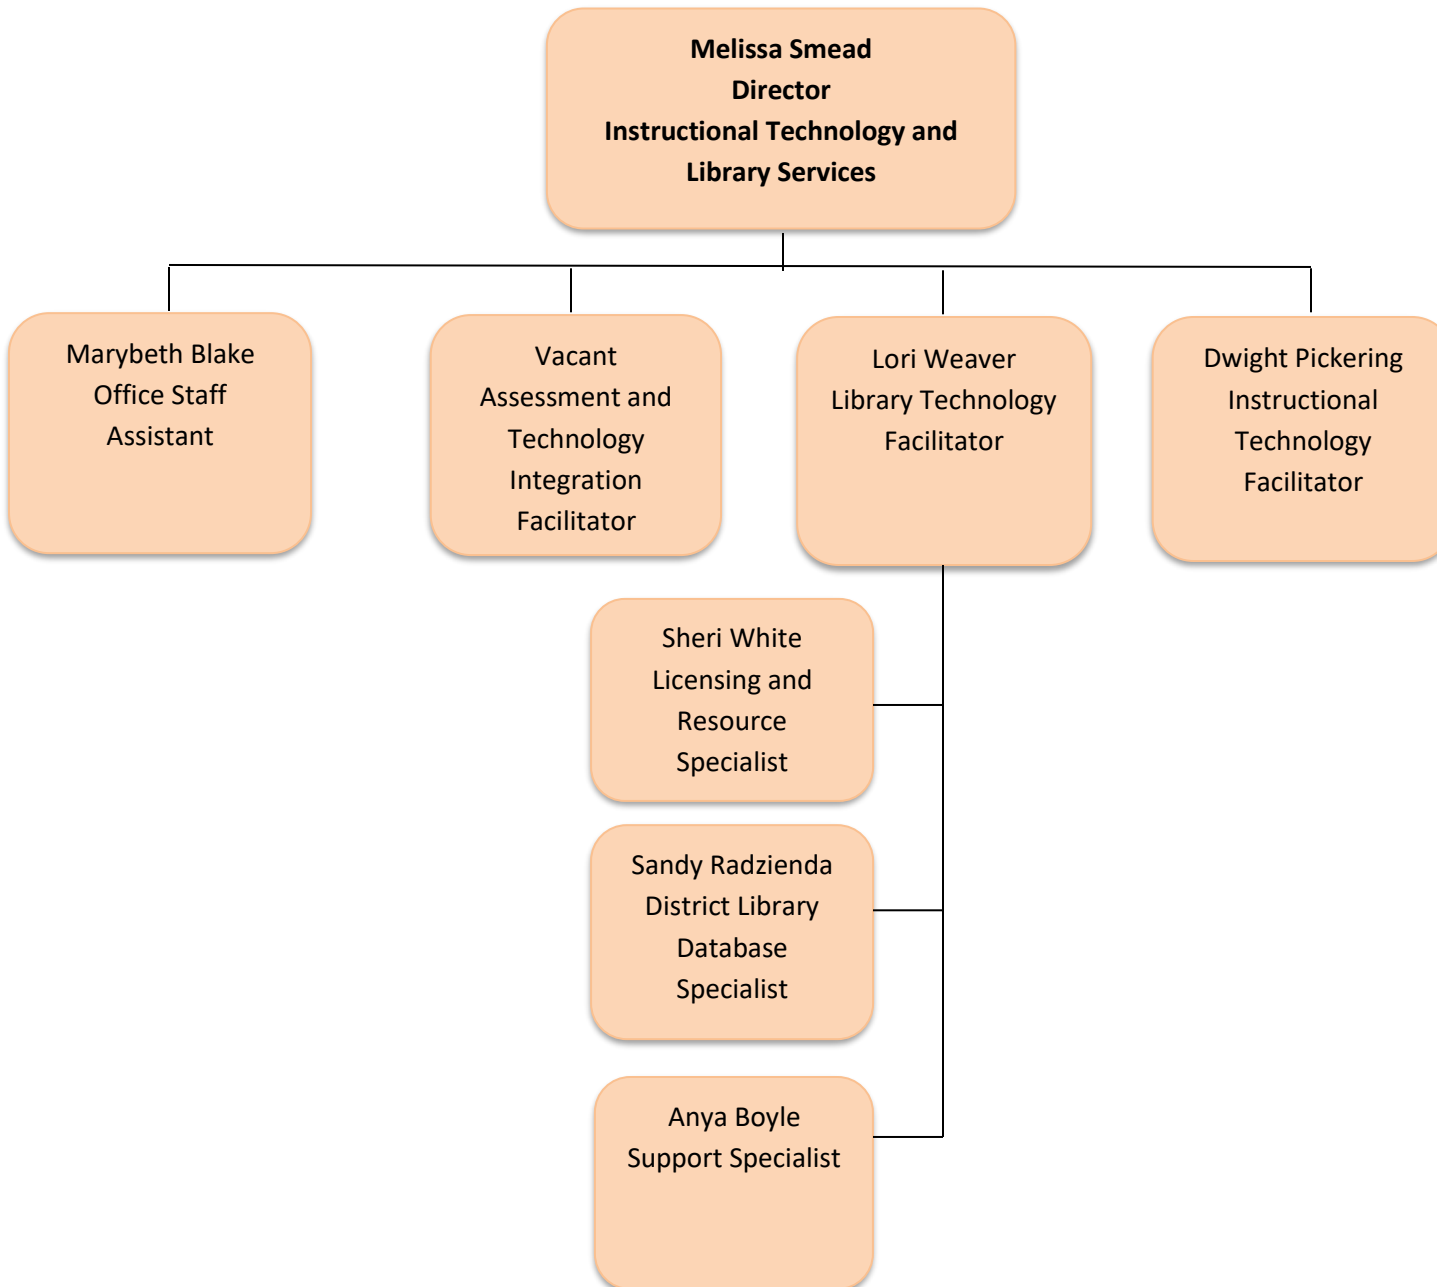 Melissa Smead
Director
Instructional Technology and
Library Services
Marybeth Blake
Office Staff
Assistant
Vacant
Assessment and
Technology
Integration
Facilitator
Lori Weaver
Library Technology
Facilitator
Dwight Pickering
Instructional
Technology
Facilitator
Sheri White
Licensing and
Resource
Specialist
Sandy Radzienda
District Library
Database
Specialist
Anya Boyle
Support Specialist